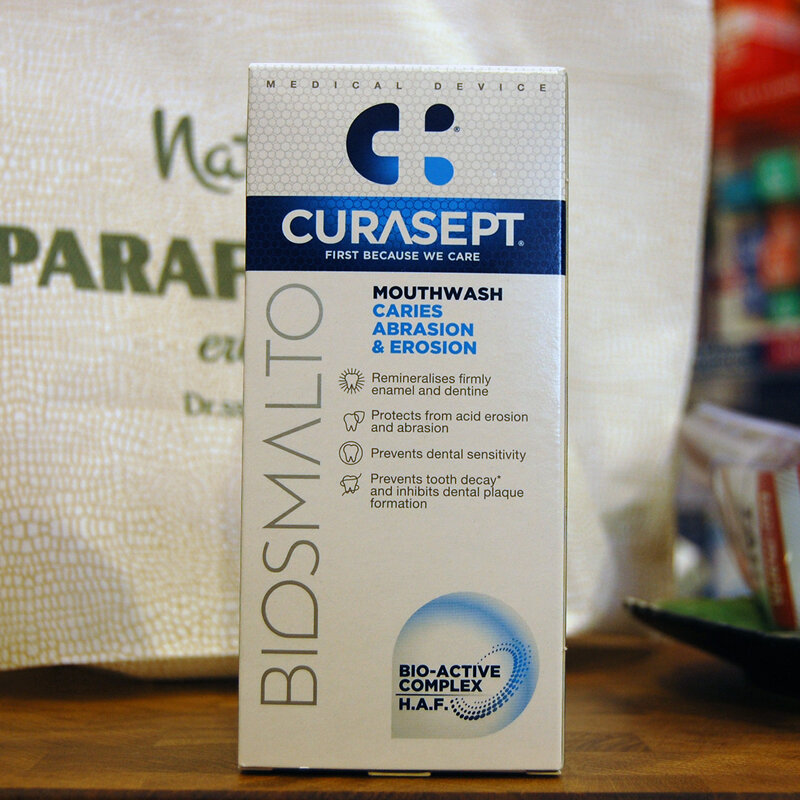 MEDICAL DEVICE
CURASEPT®
FIRST BECAUSE WE CARE
BIOSMALTO
MOUTHWASH
CARIES
ABRASION
& EROSION
Remineralises firmly
enamel and dentine
Protects from acid erosion
and abrasion
Prevents dental sensitivity
Prevents tooth decay*
and inhibits dental plaque
formation
BIO-ACTIVE
COMPLEX
H.A.F.
Nat
PARAF
Dr.